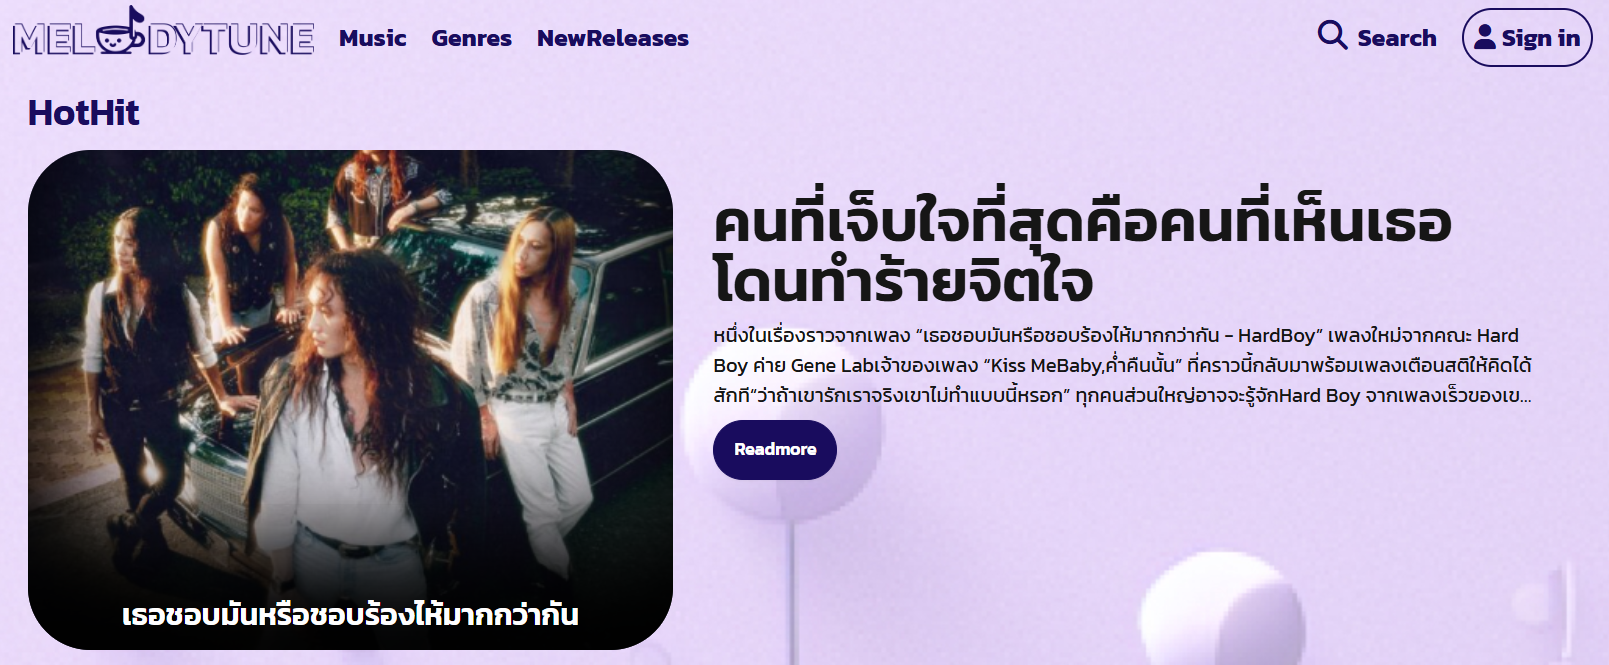 MELODYTUNE Music Genres NewReleases Search Sign in
HotHit
คนที่เจ็บใจที่สุดคือคนที่เห็นเธอ
โดนทำร้ายจิตใจ
หนึ่งในเรื่องราวจากเพลง “เธอชอบมันหรือชอบร้องไห้มากกว่ากัน - HardBoy” เพลงใหม่จากคณะ Hard
Boy ค่าย Gene Labเจ้าของเพลง “Kiss MeBaby,ค่ำคืนนั้น” ที่คราวนี้กลับมาพร้อมเพลงเตือนสติให้คิดได้
สักที“ว่าถ้าเขารักเราจริงเขาไม่ทำแบบนี้หรอก” ทุกคนส่วนใหญ่อาจจะรู้จักHard Boy จากเพลงเร็วของเข...
Readmore
เธอชอบมันหรือชอบร้องไห้มากกว่ากัน